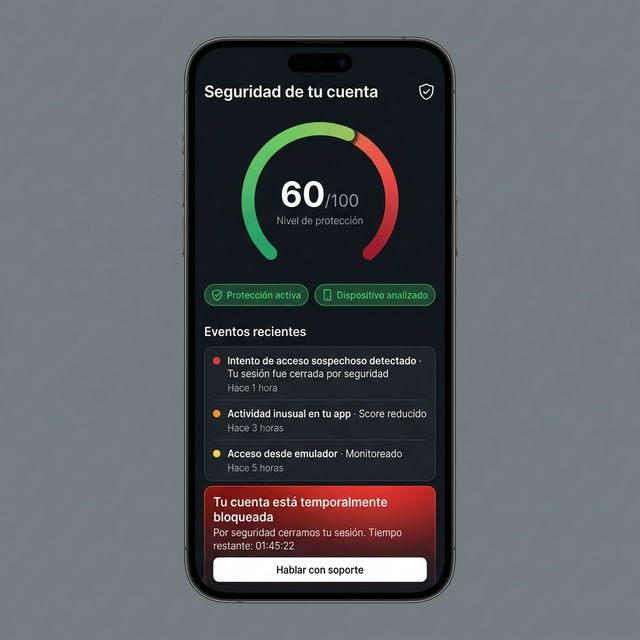 Seguridad de tu cuenta
60/100
Nivel de protección
Protección activa
Dispositivo analizado
Eventos recientes
Intento de acceso sospechoso detectado ·
Tu sesión fue cerrada por seguridad
Hace 1 hora
Actividad inusual en tu app · Score reducido
Hace 3 horas
Acceso desde emulador · Monitoreado
Hace 5 horas
Tu cuenta está temporalmente
bloqueada
Por seguridad cerramos tu sesión. Tiempo
restante: 01:45:22
Hablar con soporte